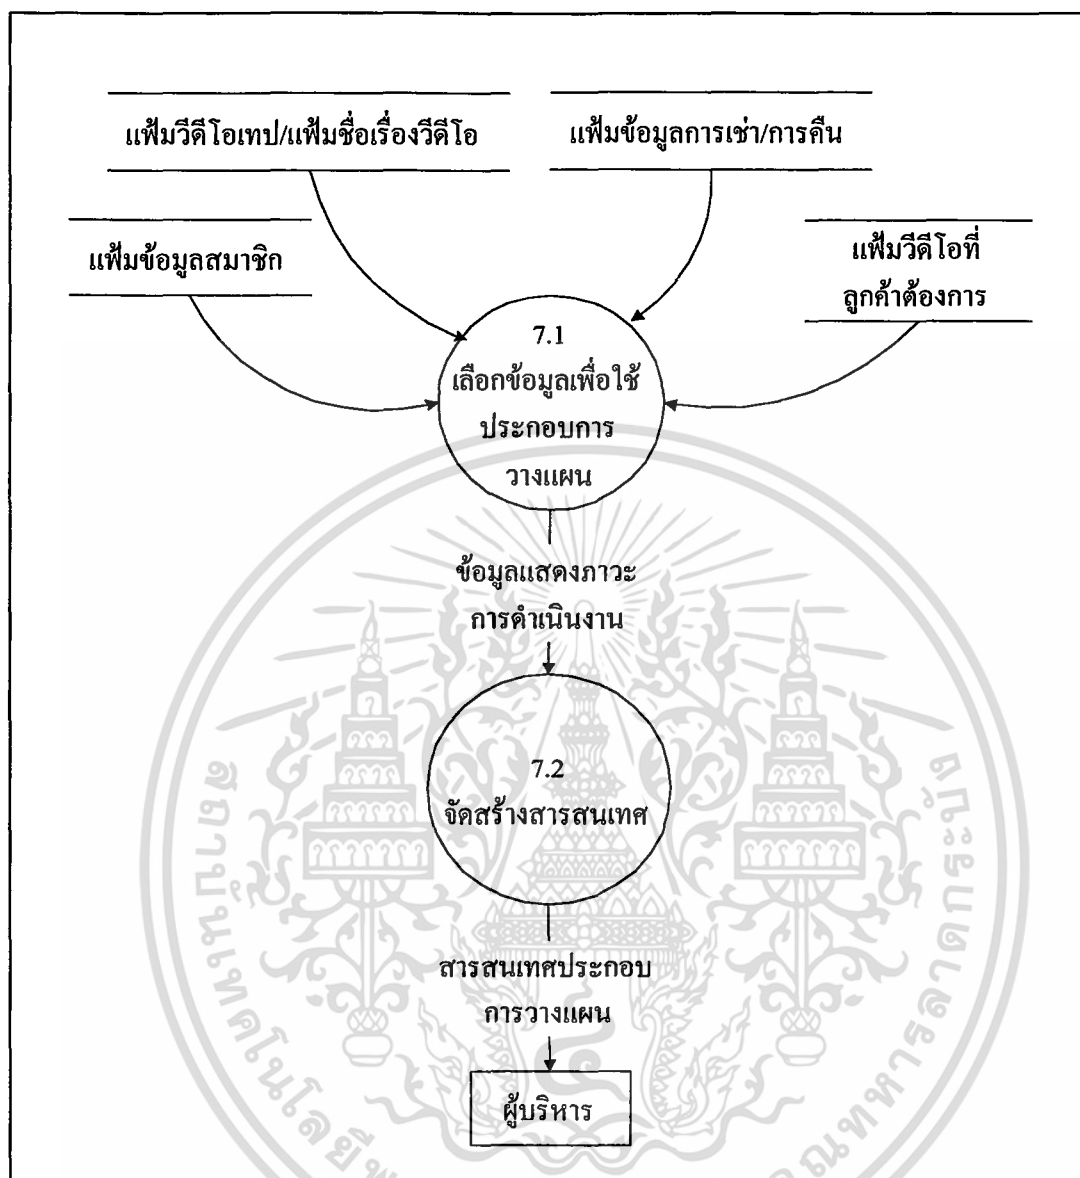 แฟ้มวีดีโอเทป/แฟ้มชื่อเรื่องวีดีโอ
แฟ้มข้อมูลการเช่า/การคืน
แฟ้มข้อมูลสมาชิก
แฟ้มวีดีโอที่
ลูกค้าต้องการ
7.1
เลือกข้อมูลเพื่อใช้
ประกอบการ
วางแผน
ข้อมูลแสดงภาวะ
การดำเนินงาน
7.2
จัดสร้างสารสนเทศ
สารสนเทศประกอบ
การวางแผน
ผู้บริหาร